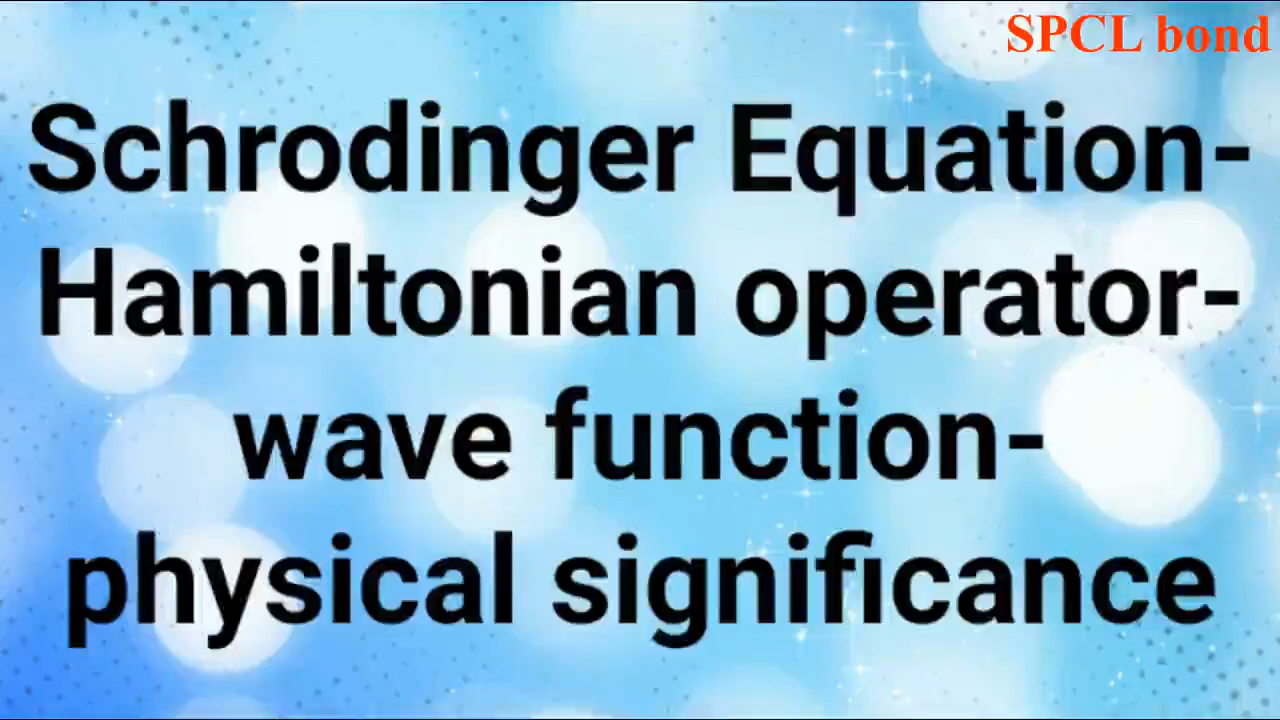 SPCL bond
Schrodinger Equation-
Hamiltonian operator-
wave function-
physical significance